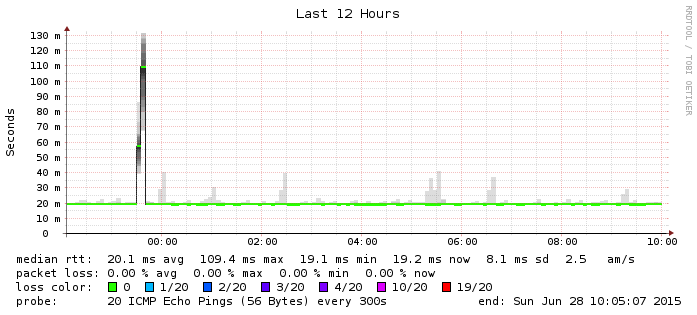 Last 12 Hours
RRDTOOL / TOBI OETIKER
Seconds
130 m
120 m
110 m
100 m
90 m
80 m
70 m
60 m
50 m
40 m
30 m
20 m
10 m
0
00:00 02:00 04:00 06:00 08:00 10:00
median rtt: 20.1 ms avg 109.4 ms max 19.1 ms min 19.2 ms now 8.1 ms sd 2.5 am/s
packet loss: 0.00 % avg 0.00 % max 0.00 % min 0.00 % now
loss color: 0 1/20 2/20 3/20 4/20 10/20 19/20
probe: 20 ICMP Echo Pings (56 Bytes) every 300s end: Sun Jun 28 10:05:07 2015